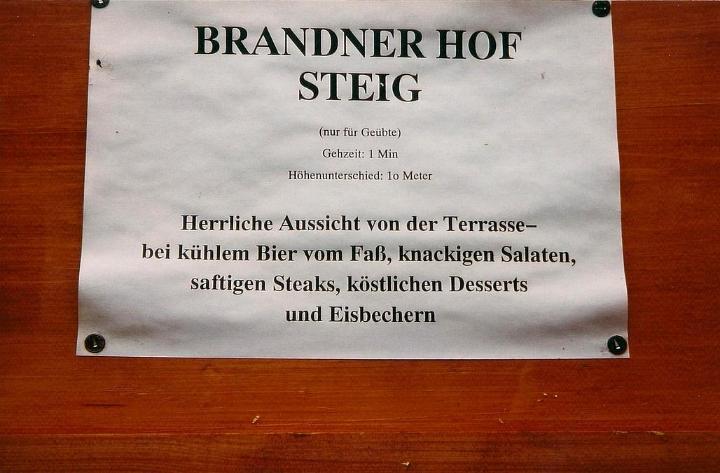 BRANDNER HOF
STEIG
(nur für Geübte)
Gehzeit: 1 Min
Höhenunterschied: 1o Meter
Herrliche Aussicht von der Terrasse–
bei kühlem Bier vom Faß, knackigen Salaten,
saftigen Steaks, köstlichen Desserts
und Eisbechern